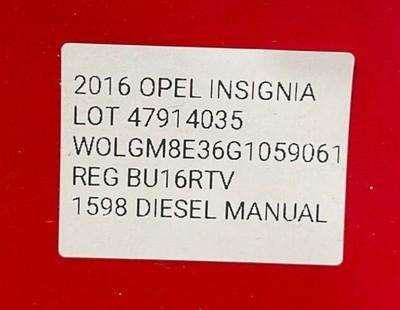 2016 OPEL INSIGNIA
LOT 47914035
WOLGM8E36G1059061
REG BU16RTV
1598 DIESEL MANUAL